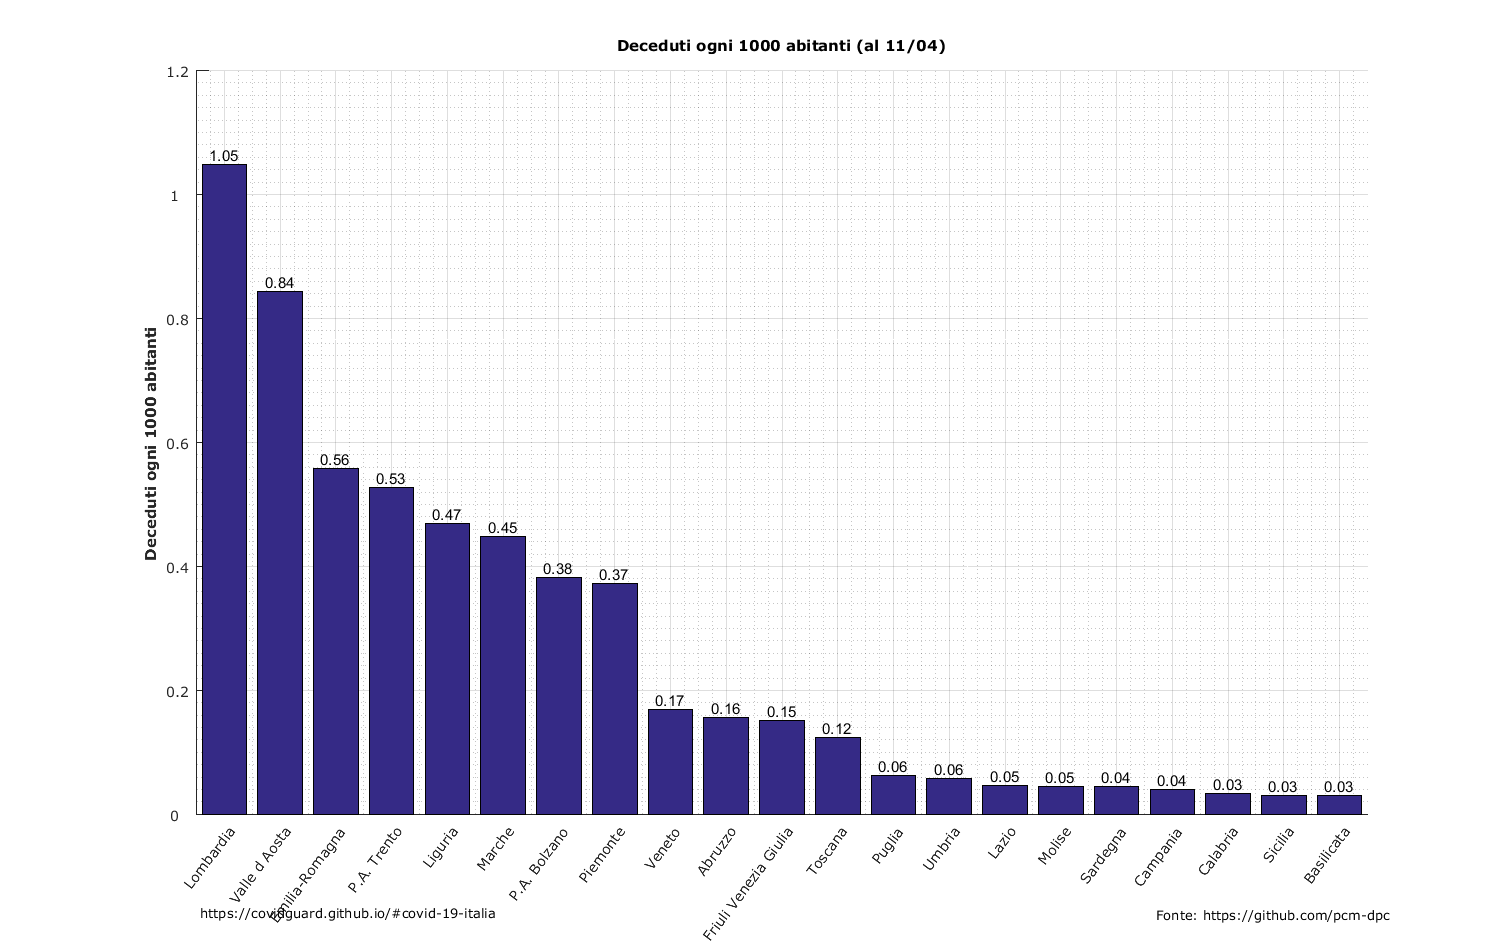 Deceduti ogni 1000 abitanti (al 11/04)
Deceduti ogni 1000 abitanti
1.2
1
0.8
0.6
0.4
0.2
0
1.05
0.84
0.56
0.53
0.47
0.45
0.38
0.37
0.17
0.16
0.15
0.12
0.06
0.06
0.05
0.05
0.04
0.04
0.03
0.03
0.03
Lombardia
Valle d Aosta
Emilia-Romagna
P.A. Trento
Liguria
Marche
P.A. Bolzano
Piemonte
Veneto
Abruzzo
Friuli Venezia Giulia
Toscana
Puglia
Umbria
Lazio
Molise
Sardegna
Campania
Calabria
Sicilia
Basilicata
https://covidguard.github.io/#covid-19-italia
Fonte: https://github.com/pcm-dpc